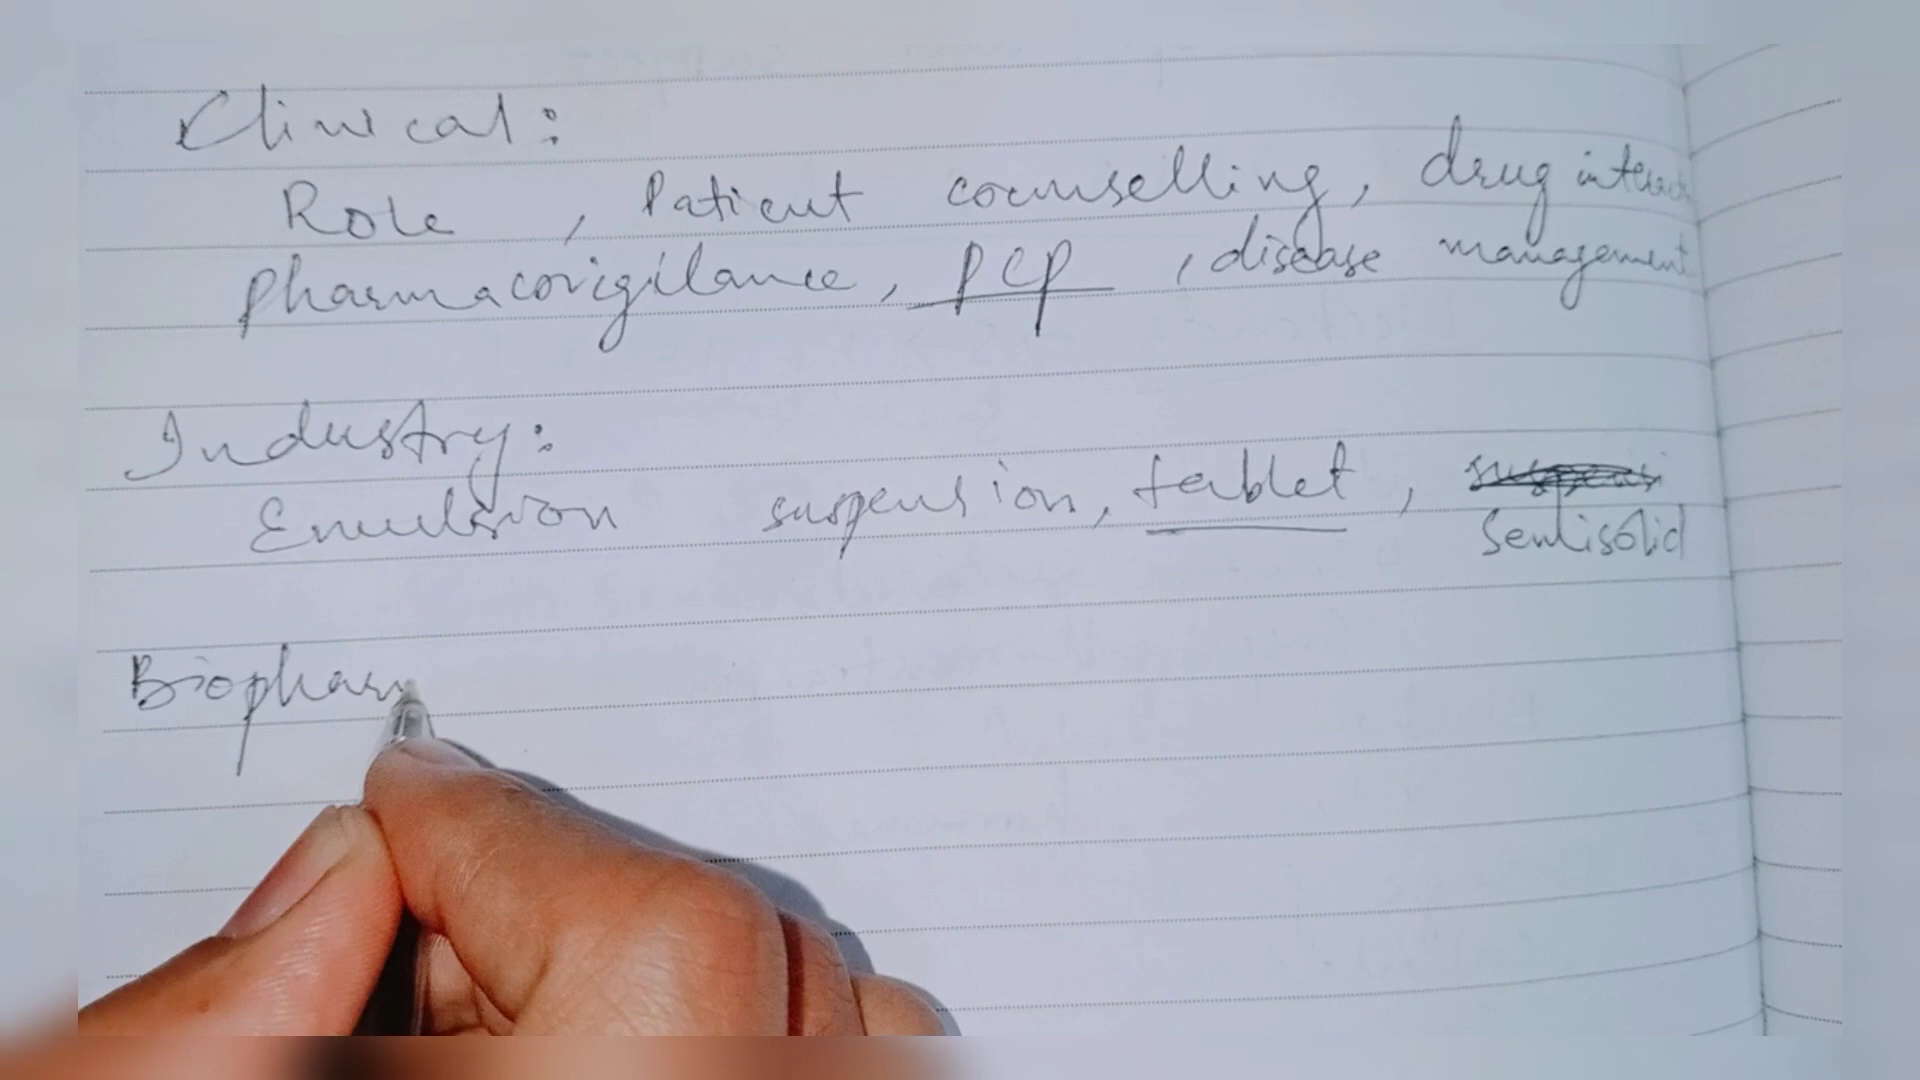 Clinical:
Role , Patient counselling, drug interac
pharmacovigilance, PCP , disease management
Industry:
Emulsion suspension, tablet,
Semisolid
Biopharm